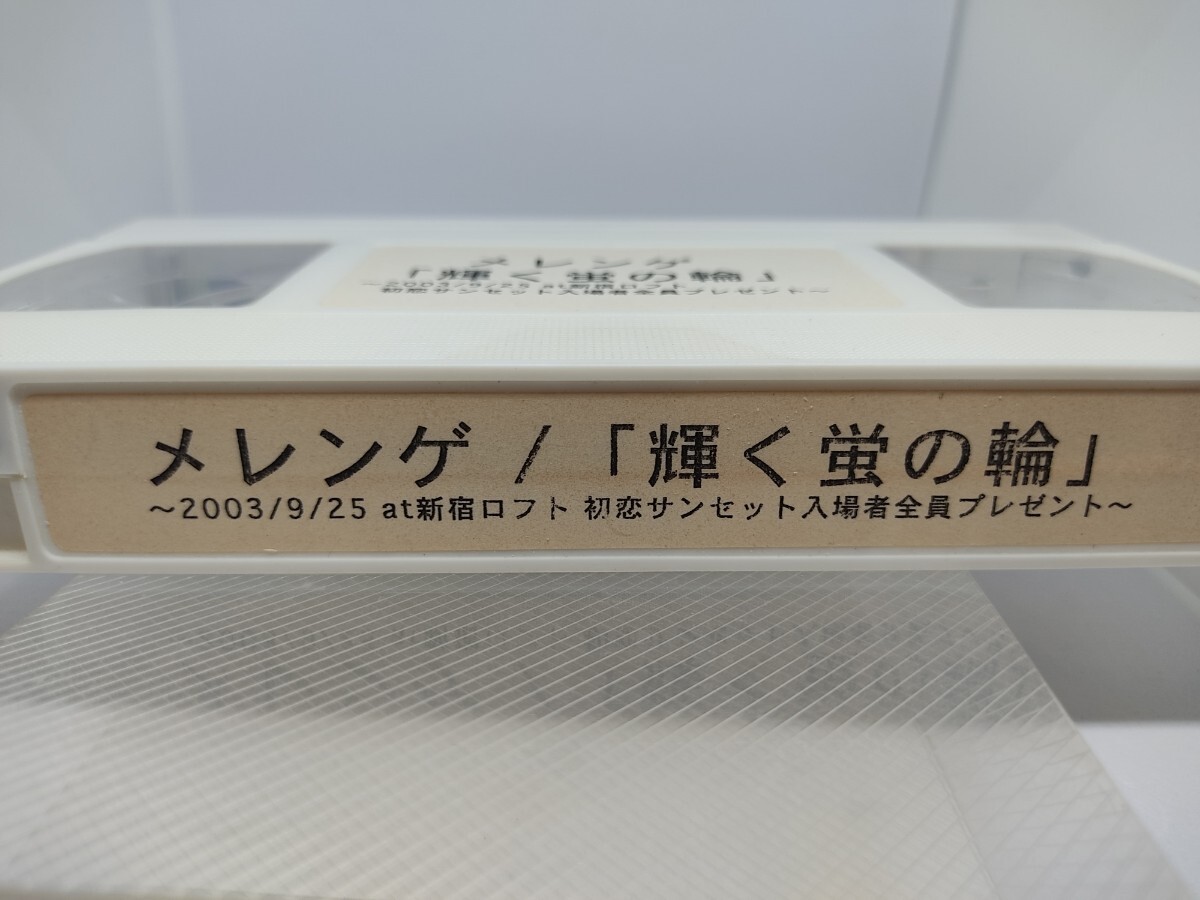 メレンゲ
「輝く蛍の輪」
～2003/9/25 at新宿ロフト
初恋サンセット入場者全員プレゼント～
メレンゲ / 「輝く蛍の輪」
～2003/9/25 at新宿ロフト 初恋サンセット入場者全員プレゼント～